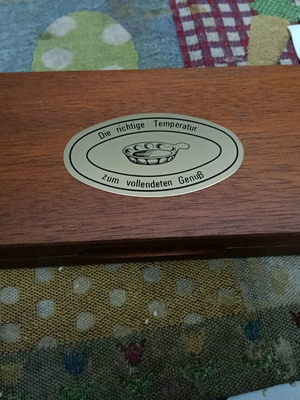 Die richtige Temperatur
zum vollendeten Genuß